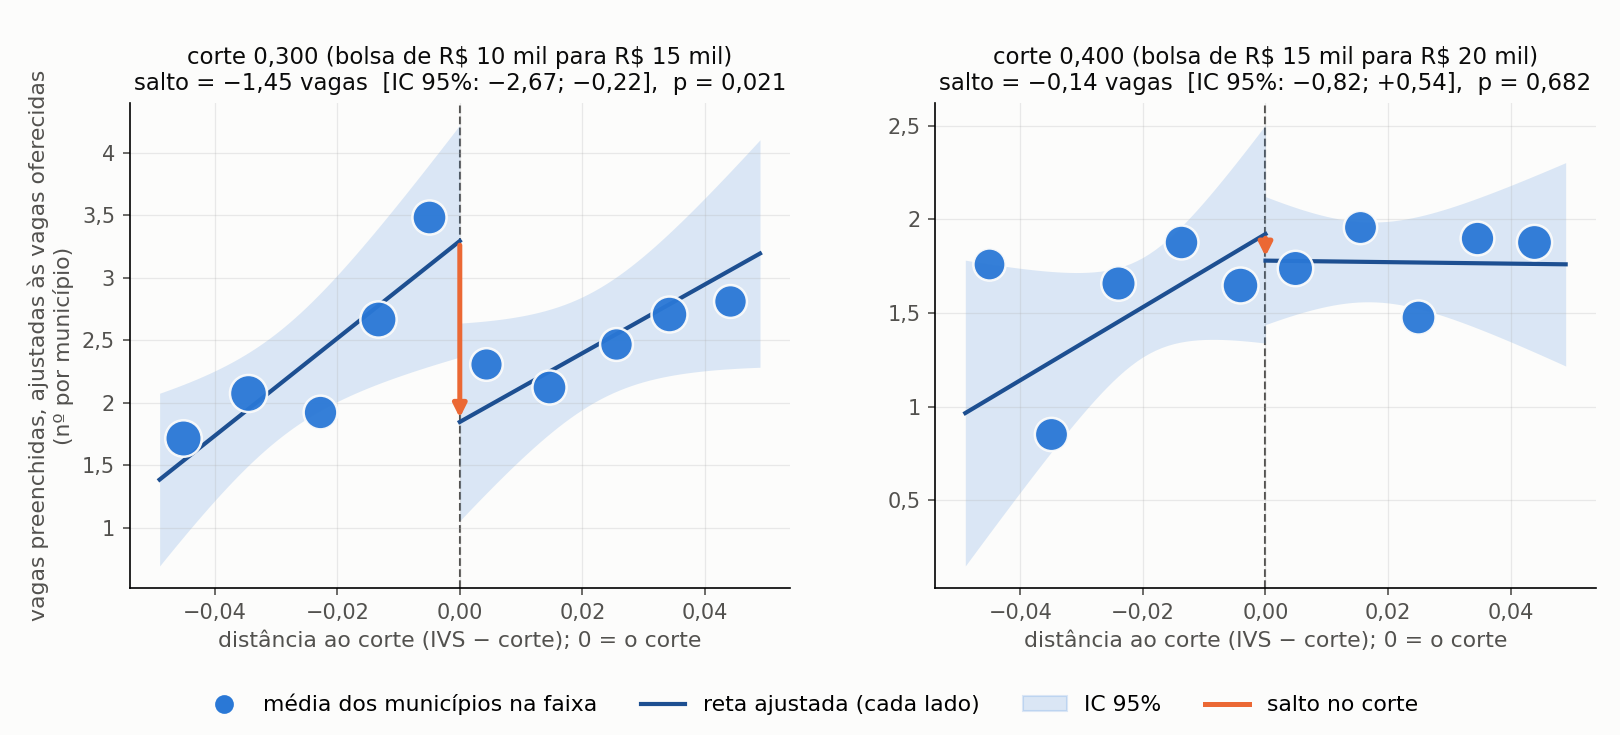 corte 0,300 (bolsa de R$ 10 mil para R$ 15 mil)
salto = −1,45 vagas  [IC 95%: −2,67; −0,22],  p = 0,021
vagas preenchidas, ajustadas às vagas oferecidas
(nº por município)
4
3,5
3
2,5
2
1,5
1
−0,04
−0,02
0,00
0,02
0,04
distância ao corte (IVS − corte); 0 = o corte
corte 0,400 (bolsa de R$ 15 mil para R$ 20 mil)
salto = −0,14 vagas  [IC 95%: −0,82; +0,54],  p = 0,682
2,5
2
1,5
1
0,5
−0,04
−0,02
0,00
0,02
0,04
distância ao corte (IVS − corte); 0 = o corte
média dos municípios na faixa
reta ajustada (cada lado)
IC 95%
salto no corte